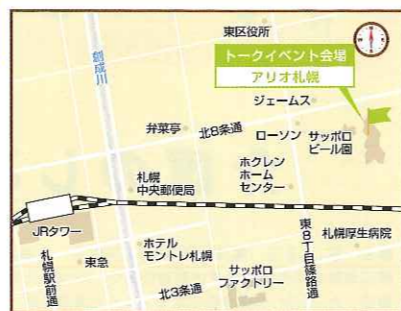 東区役所
創成川
トークイベント会場
アリオ札幌
ジェームス
弁菜亭
北8条通
ローソン
サッポロ
ビール園
札幌
中央郵便局
ホクレン
ホーム
センター
JRタワー
札幌駅前通
東急
ホテル
モントレ札幌
北3条通
サッポロ
ファクトリー
東8丁目篠路通
札幌厚生病院